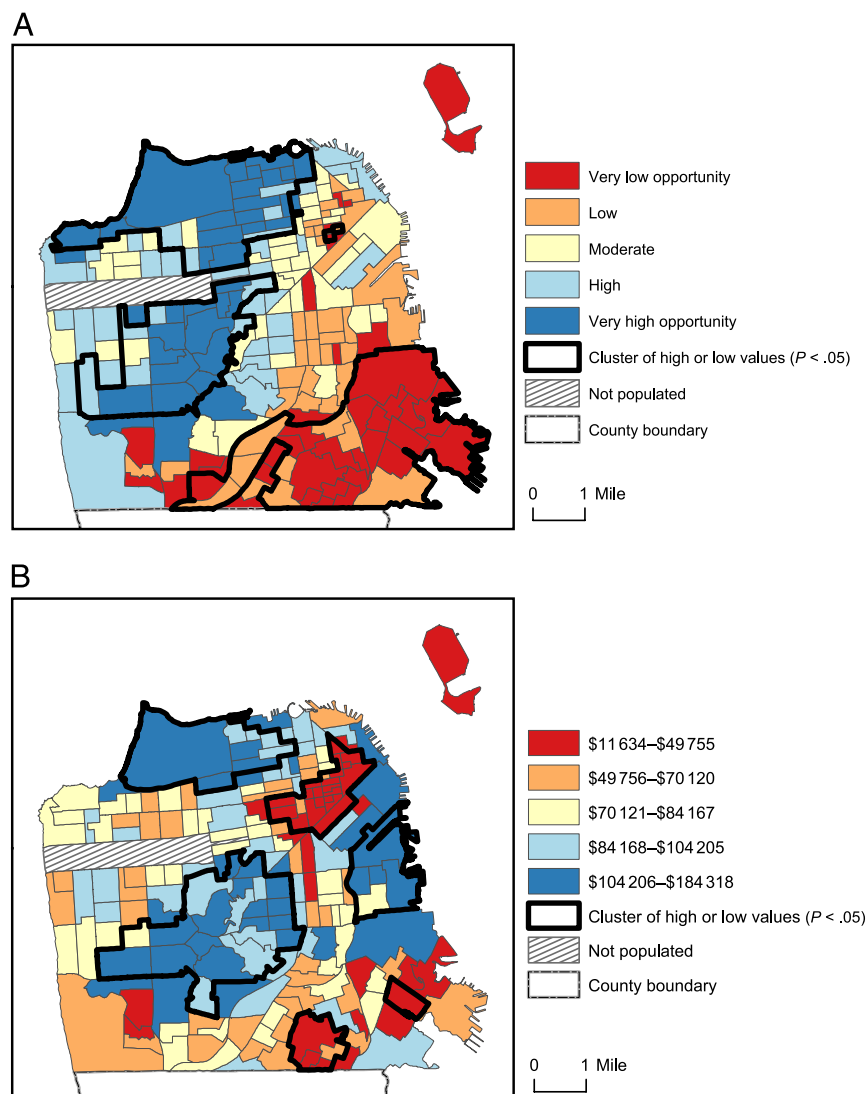 A
Very low opportunity
Low
Moderate
High
Very high opportunity
Cluster of high or low values (P < .05)
Not populated
County boundary
0 1 Mile
B
$11 634–$49 755
$49 756–$70 120
$70 121–$84 167
$84 168–$104 205
$104 206–$184 318
Cluster of high or low values (P < .05)
Not populated
County boundary
0 1 Mile